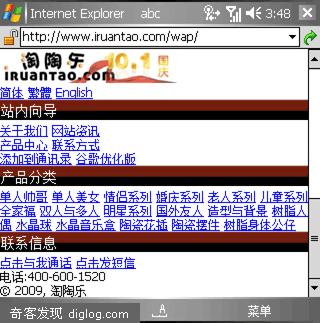 Internet Explorer abc 3:48
http://www.iruantao.com/wap/
淘陶乐 10.1 国庆
iRUANTAO.com
简体 繁體 English
站内向导
关于我们 网站资讯
产品中心 联系方式
添加到通讯录 谷歌优化版
产品分类
单人帅哥 单人美女 情侣系列 婚庆系列 老人系列 儿童系列
全家福 双人与多人 明星系列 国外友人 造型与背景 树脂人
偶 水晶球 水晶音乐盒 陶瓷花插 陶瓷摆件 树脂身体公仔
联系信息
点击与我通话 点击发短信
电话:400-600-1520
© 2009, 淘陶乐
奇客发现 diglog.com 菜单